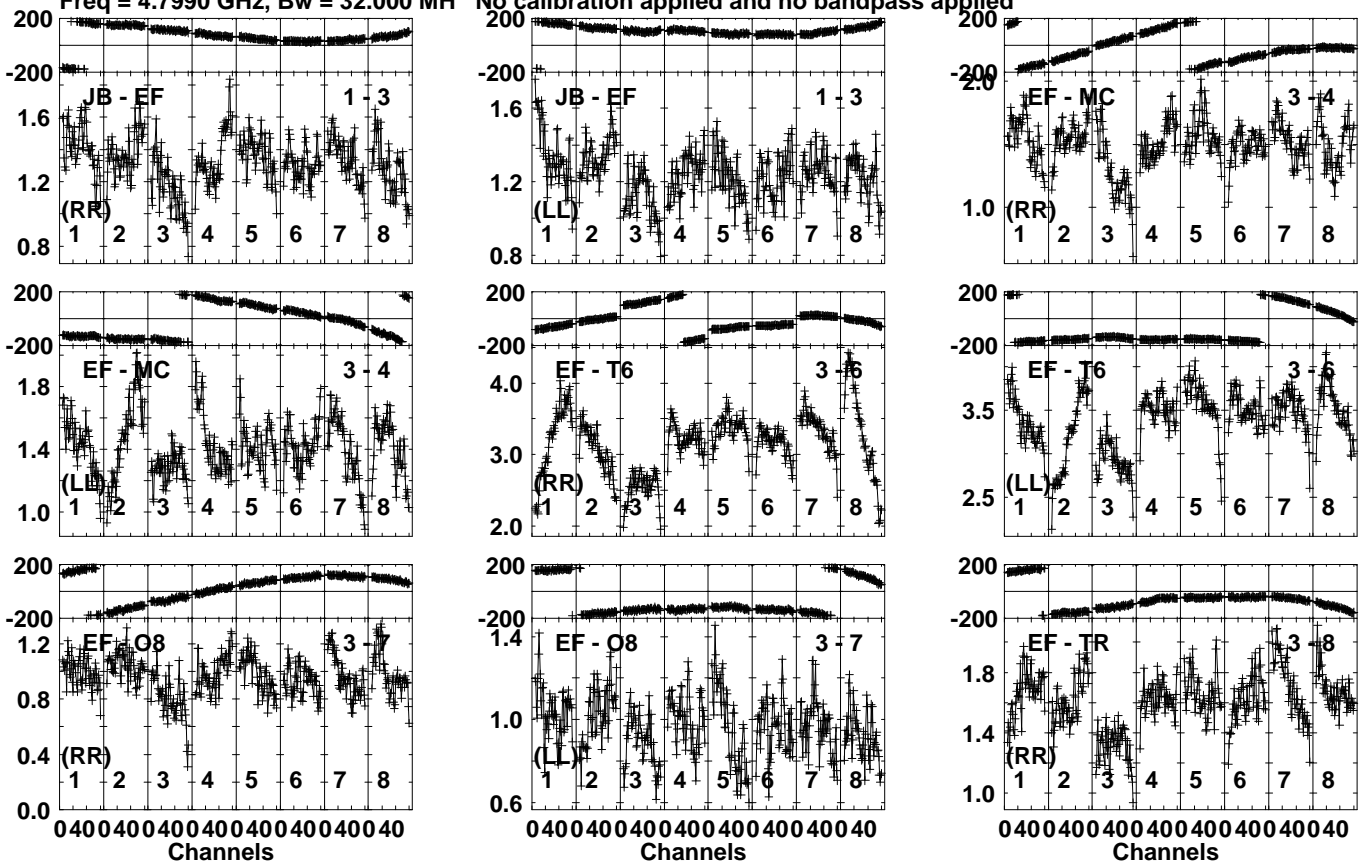 Freq = 4.7990 GHz, Bw = 32.000 MH No calibration applied and no bandpass applied
200 200 200
-200 -200 -200
2.0
JB - EF 1 - 3 JB - EF 1 - 3 EF - MC 3 - 4
1.6 1.6
1.2 1.2
1.0
(RR) (LL) (RR)
1 2 3 4 5 6 7 8 1 2 3 4 5 6 7 8 1 2 3 4 5 6 7 8
0.8 0.8
200 200 200
-200 -200 -200
EF - MC 3 - 4 EF - T6 3 - 6 EF - T6 3 - 6
1.8 4.0 3.5
1.4 3.0
(LL) (RR) (LL)
1.0 2.0 2.5
1 2 3 4 5 6 7 8 1 2 3 4 5 6 7 8 1 2 3 4 5 6 7 8
200 200 200
-200 -200 -200
EF - O8 3 - 7 EF - O8 3 - 7 EF - TR 3 - 8
1.2 1.4 1.8
0.8 1.0 1.4
0.4
(RR) (LL) (RR)
1 2 3 4 5 6 7 8 1 2 3 4 5 6 7 8 1 2 3 4 5 6 7 8
0.0 0.6 1.0
0 40 0 40 0 40 0 40 0 40 0 40 0 40 0 40 0 40 0 40 0 40 0 40 0 40 0 40 0 40 0 40 0 40 0 40 0 40 0 40 0 40 0 40 0 40 0 40
Channels Channels Channels